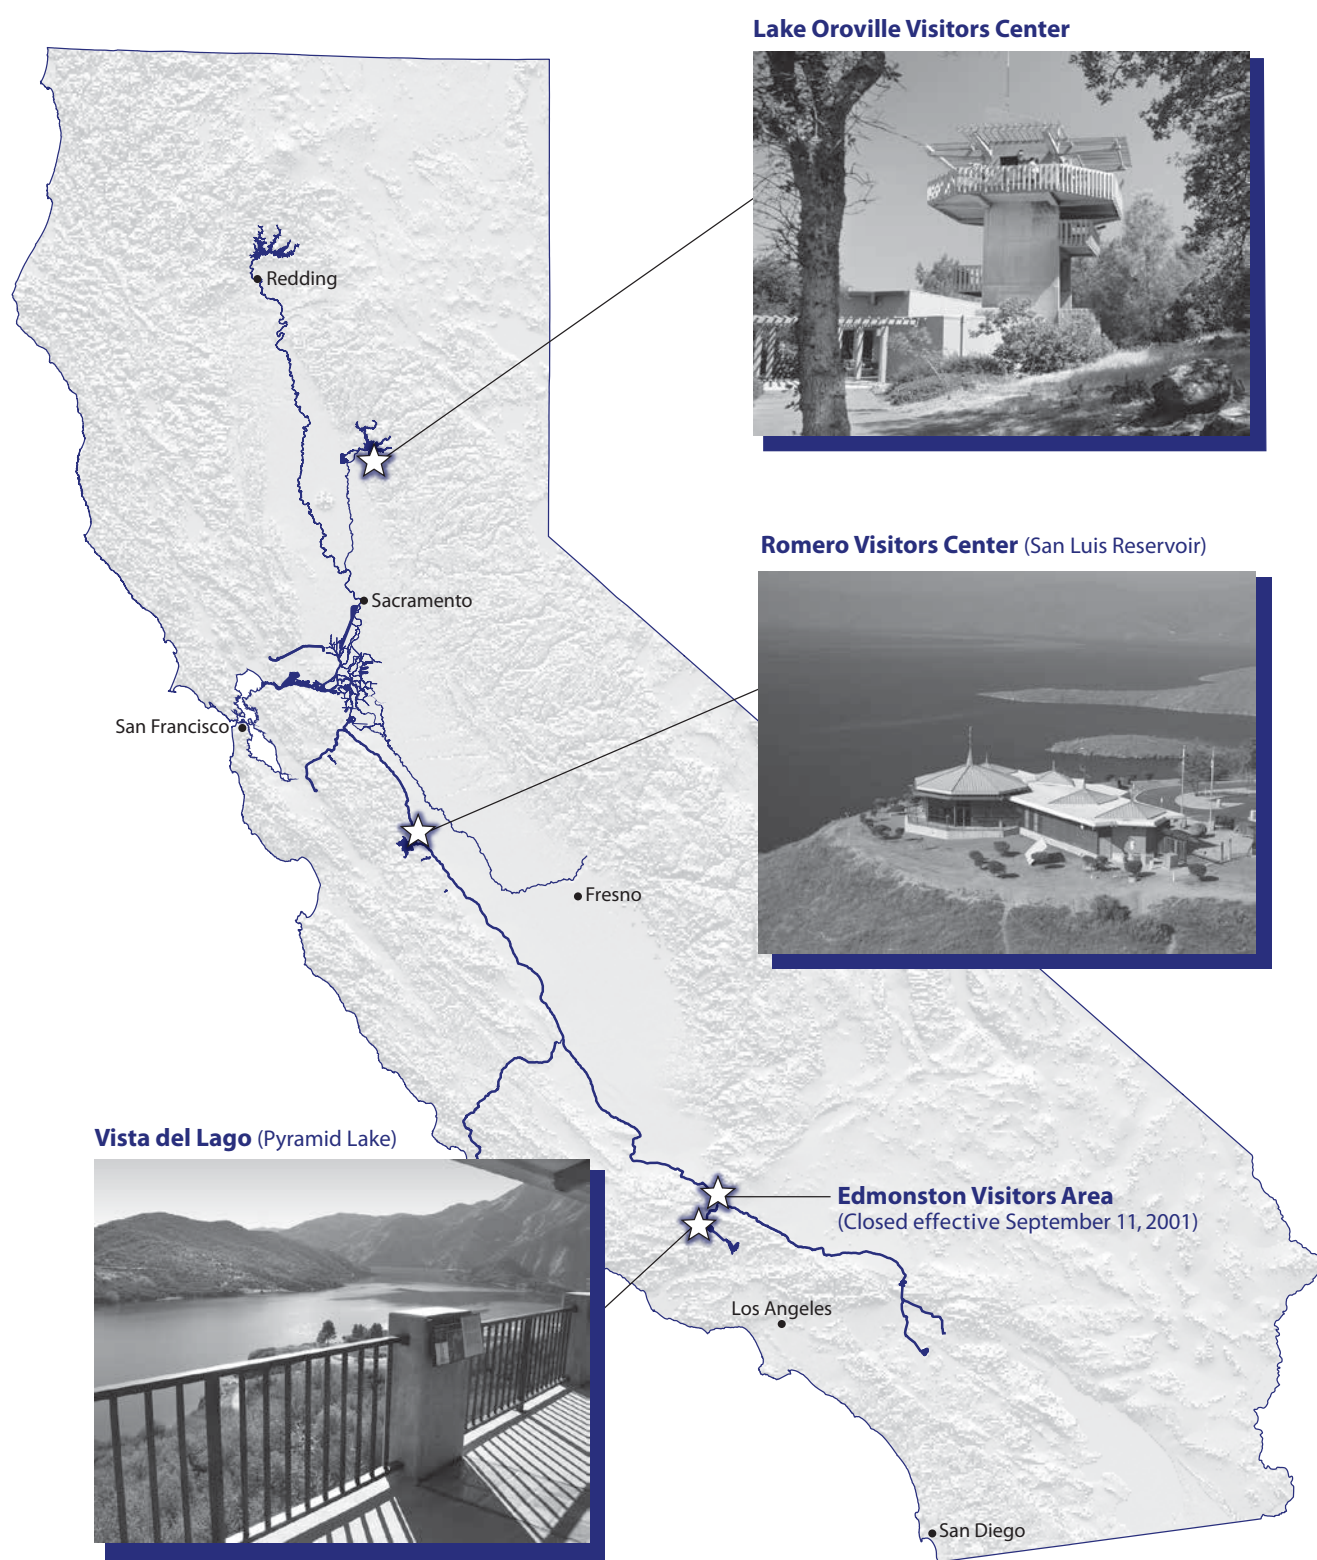 Lake Oroville Visitors Center
Redding
Romero Visitors Center (San Luis Reservoir)
Sacramento
San Francisco
Fresno
Vista del Lago (Pyramid Lake)
Edmonston Visitors Area
(Closed effective September 11, 2001)
Los Angeles
San Diego